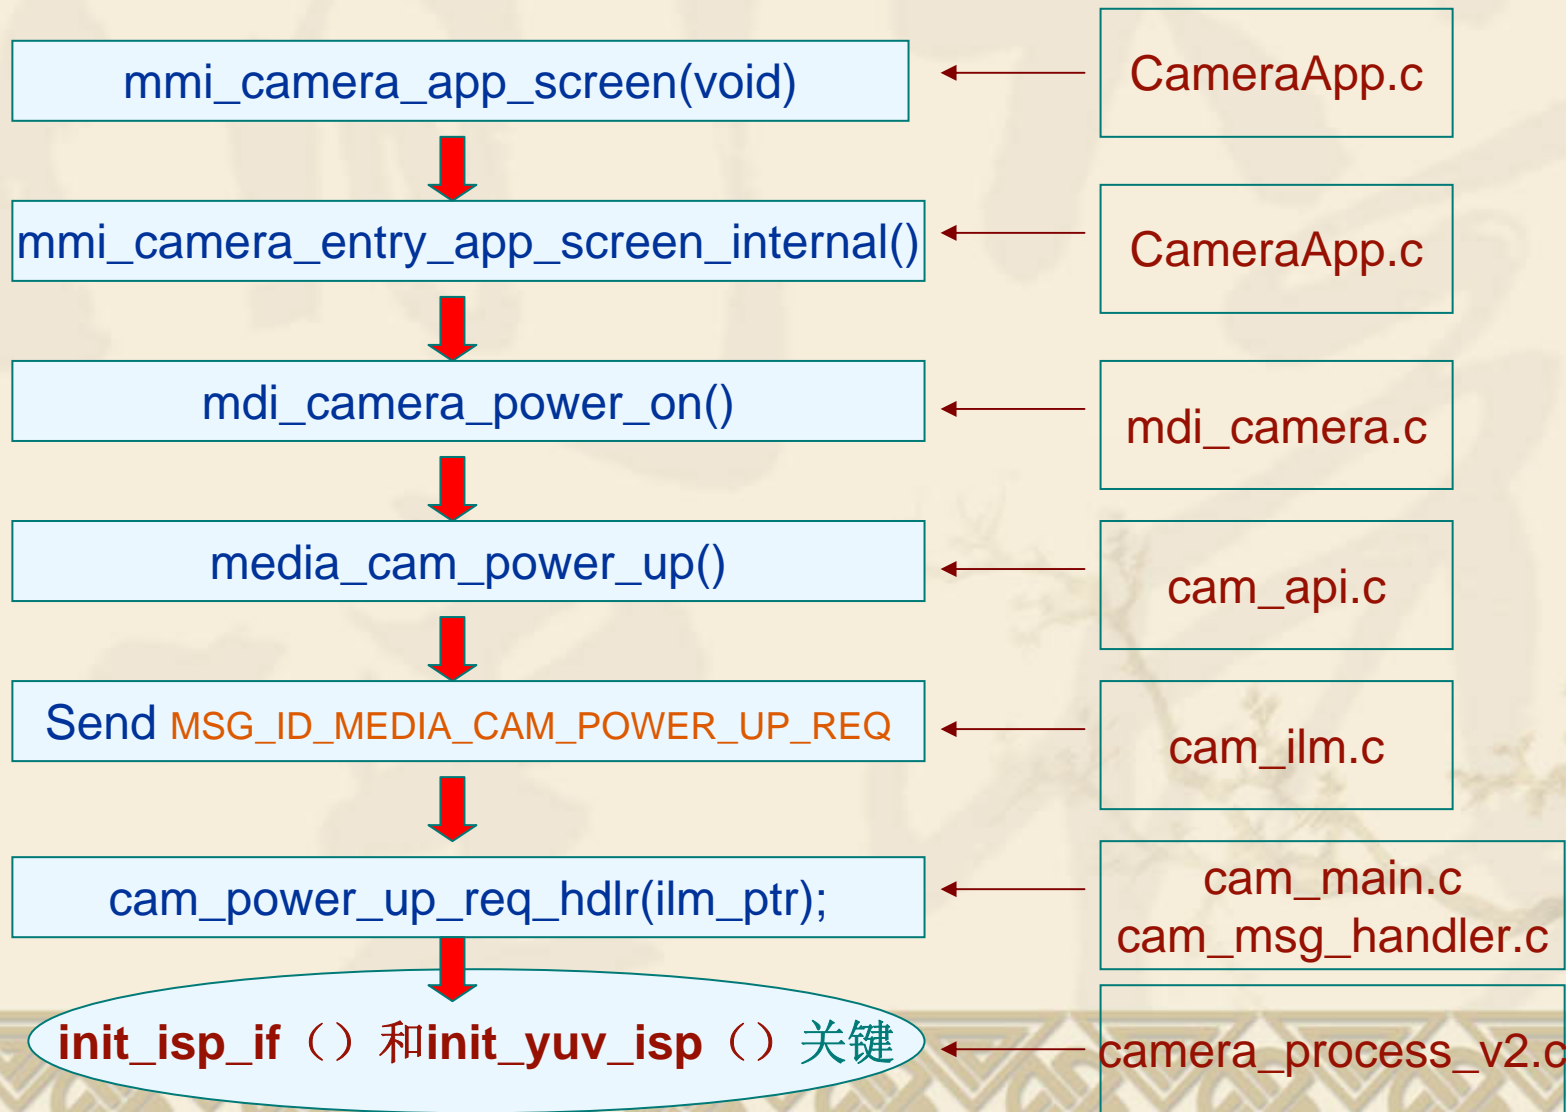 mmi_camera_app_screen(void)
CameraApp.c
mmi_camera_entry_app_screen_internal()
CameraApp.c
mdi_camera_power_on()
mdi_camera.c
media_cam_power_up()
cam_api.c
Send MSG_ID_MEDIA_CAM_POWER_UP_REQ
cam_ilm.c
cam_power_up_req_hdlr(ilm_ptr);
cam_main.c
cam_msg_handler.c
init_isp_if（）和init_yuv_isp（）关键
camera_process_v2.c